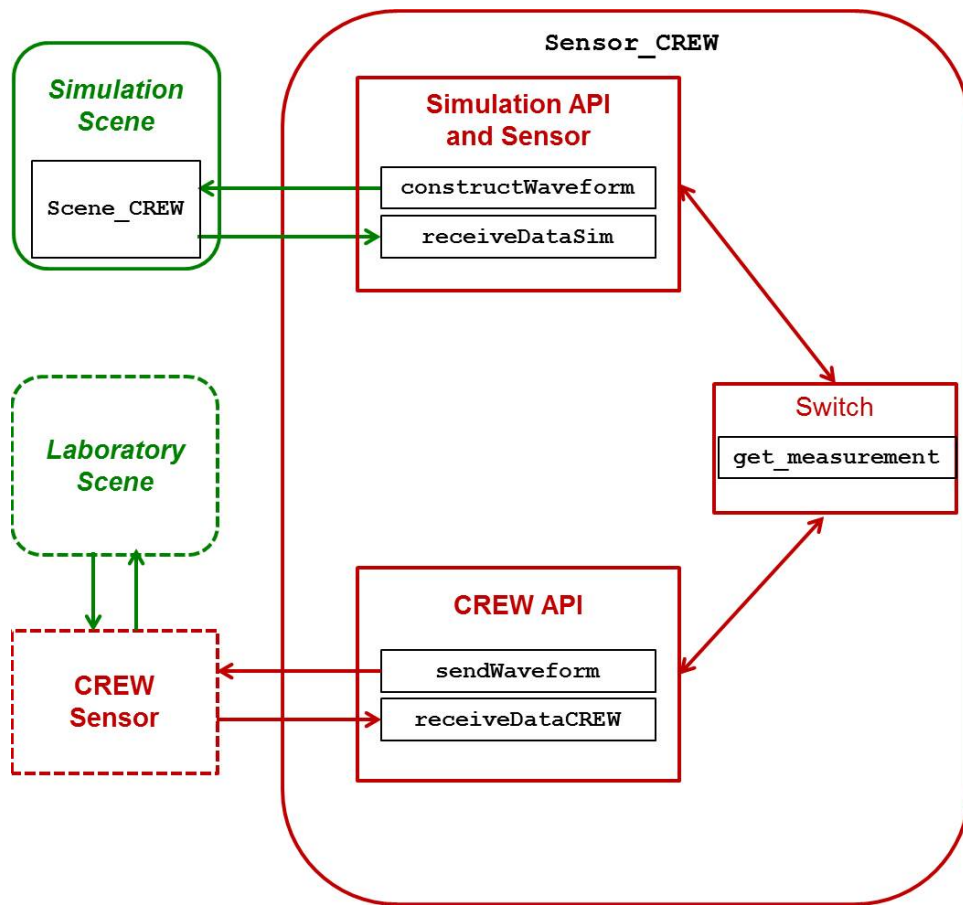 Sensor_CREW
Simulation
Scene
Scene_CREW
Simulation API
and Sensor
constructWaveform
receiveDataSim
Switch
get_measurement
Laboratory
Scene
CREW
Sensor
CREW API
sendWaveform
receiveDataCREW